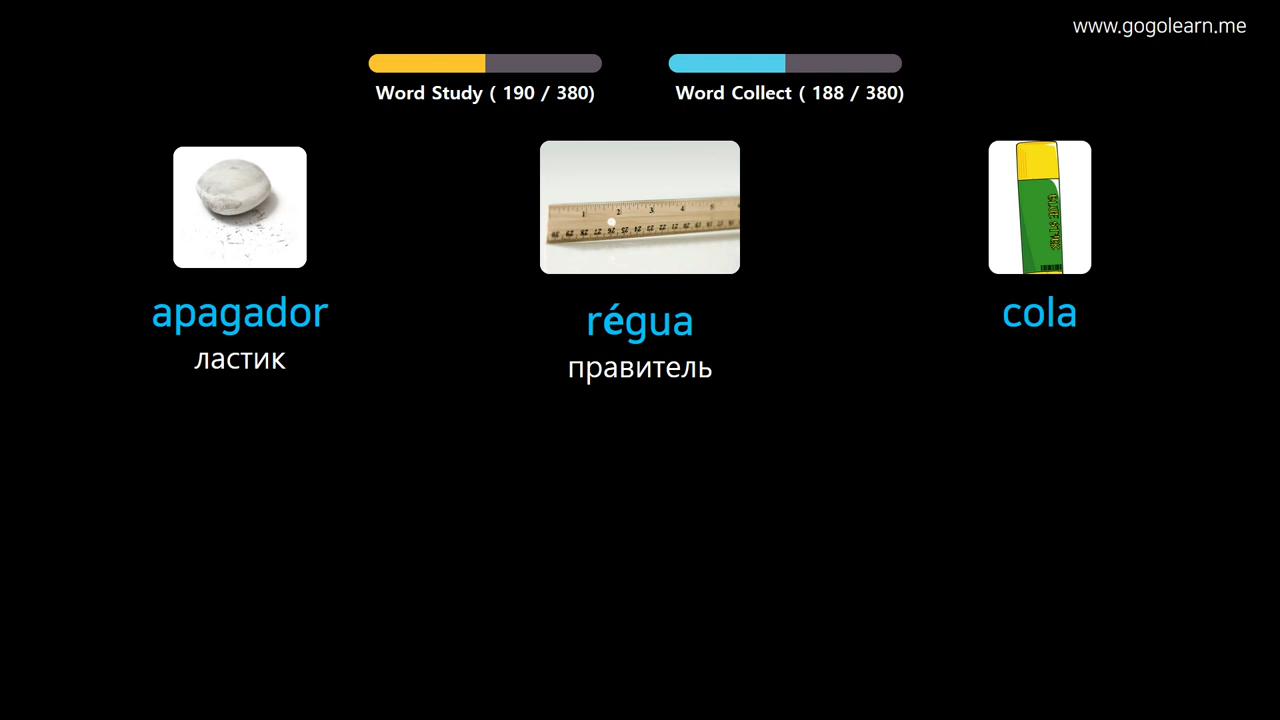 www.gogolearn.me
Word Study ( 190 / 380)
Word Collect ( 188 / 380)
apagador
ластик
régua
правитель
cola